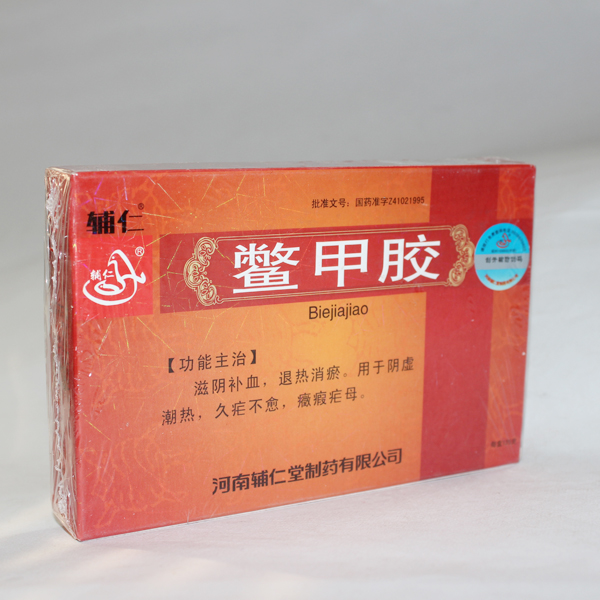 辅仁®
辅仁®
批准文号：国药准字Z41021995
鳖甲胶
Biejiajiao
【功能主治】
滋阴补血，退热消瘀。用于阴虚
潮热，久疟不愈，癥瘕疟母。
河南辅仁堂制药有限公司